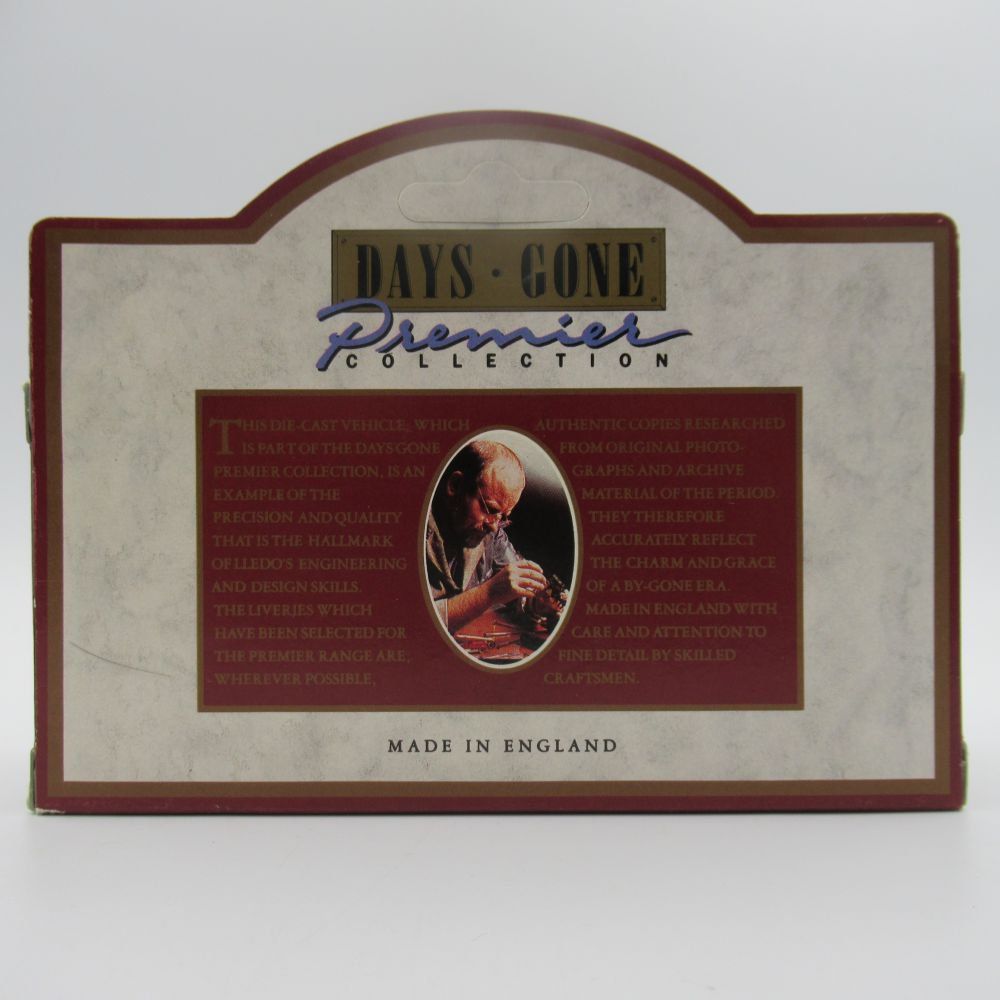 DAYS · GONE
Premier
COLLECTION
THIS DIE-CAST VEHICLE, WHICH
IS PART OF THE DAYS GONE
PREMIER COLLECTION, IS AN
EXAMPLE OF THE
PRECISION AND QUALITY
THAT IS THE HALLMARK
OF LLEDO'S ENGINEERING
AND DESIGN SKILLS.
THE LIVERIES WHICH
HAVE BEEN SELECTED FOR
THE PREMIER RANGE ARE,
WHEREVER POSSIBLE,
AUTHENTIC COPIES RESEARCHED
FROM ORIGINAL PHOTO-
GRAPHS AND ARCHIVE
MATERIAL OF THE PERIOD.
THEY THEREFORE
ACCURATELY REFLECT
THE CHARM AND GRACE
OF A BY-GONE ERA.
MADE IN ENGLAND WITH
CARE AND ATTENTION TO
FINE DETAIL BY SKILLED
CRAFTSMEN.
MADE IN ENGLAND